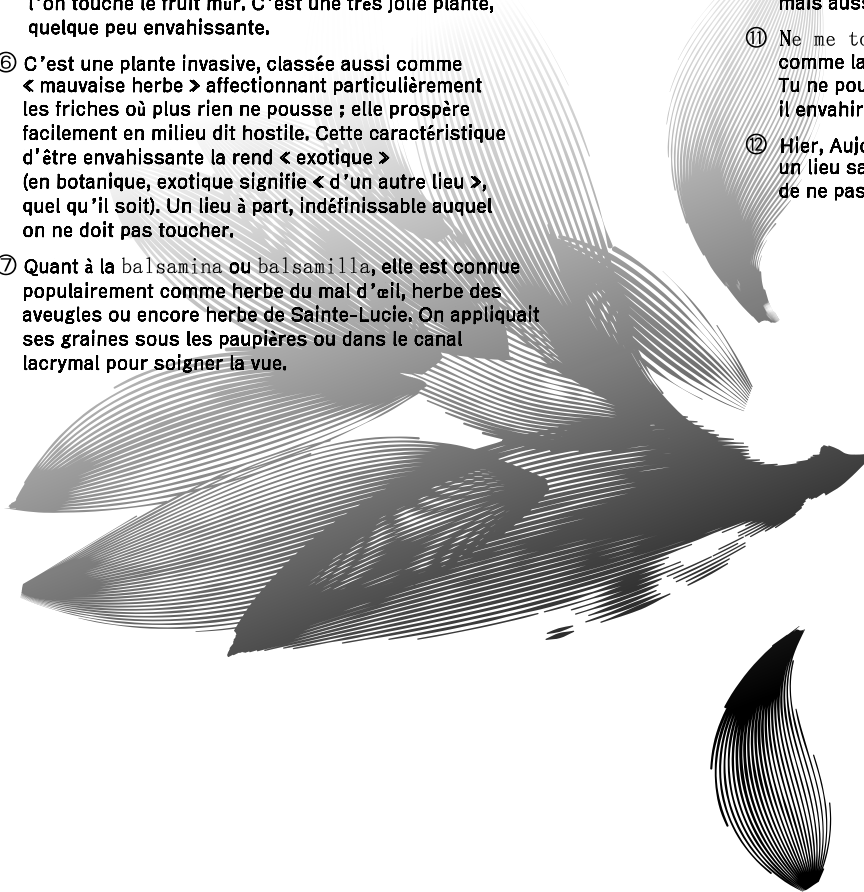 l'on touche le fruit mûr. C'est une très jolie plante,
quelque peu envahissante.
⑥ C'est une plante invasive, classée aussi comme
« mauvaise herbe » affectionnant particulièrement
les friches où plus rien ne pousse ; elle prospère
facilement en milieu dit hostile. Cette caractéristique
d'être envahissante la rend « exotique »
(en botanique, exotique signifie « d'un autre lieu »,
quel qu'il soit). Un lieu à part, indéfinissable auquel
on ne doit pas toucher.
⑦ Quant à la balsamina ou balsamilla, elle est connue
populairement comme herbe du mal d'œil, herbe des
aveugles ou encore herbe de Sainte-Lucie. On appliquait
ses graines sous les paupières ou dans le canal
lacrymal pour soigner la vue.
mais auss
⑪ Ne me to
comme la
Tu ne pou
il envahir
⑫ Hier, Aujo
un lieu sa
de ne pas